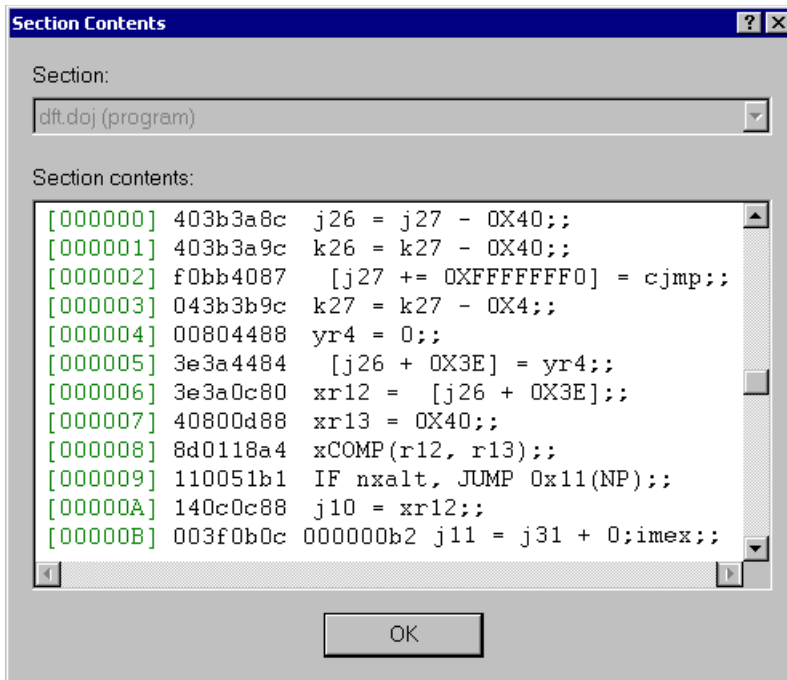 Section Contents
Section:
dft.doj (program)
Section contents:
[000000] 403b3a8c j26 = j27 - 0X40;;
[000001] 403b3a9c k26 = k27 - 0X40;;
[000002] f0bb4087 [j27 += 0XFFFFFFF0] = cjmp;;
[000003] 043b3b9c k27 = k27 - 0X4;;
[000004] 00804488 yr4 = 0;;
[000005] 3e3a4484 [j26 + 0X3E] = yr4;;
[000006] 3e3a0c80 xr12 = [j26 + 0X3E];;
[000007] 40800d88 xr13 = 0X40;;
[000008] 8d0118a4 xCOMP(r12, r13);;
[000009] 110051b1 IF nxalt, JUMP 0x11(NP);;
[00000A] 140c0c88 j10 = xr12;;
[00000B] 003f0b0c 000000b2 j11 = j31 + 0;imex;;
OK